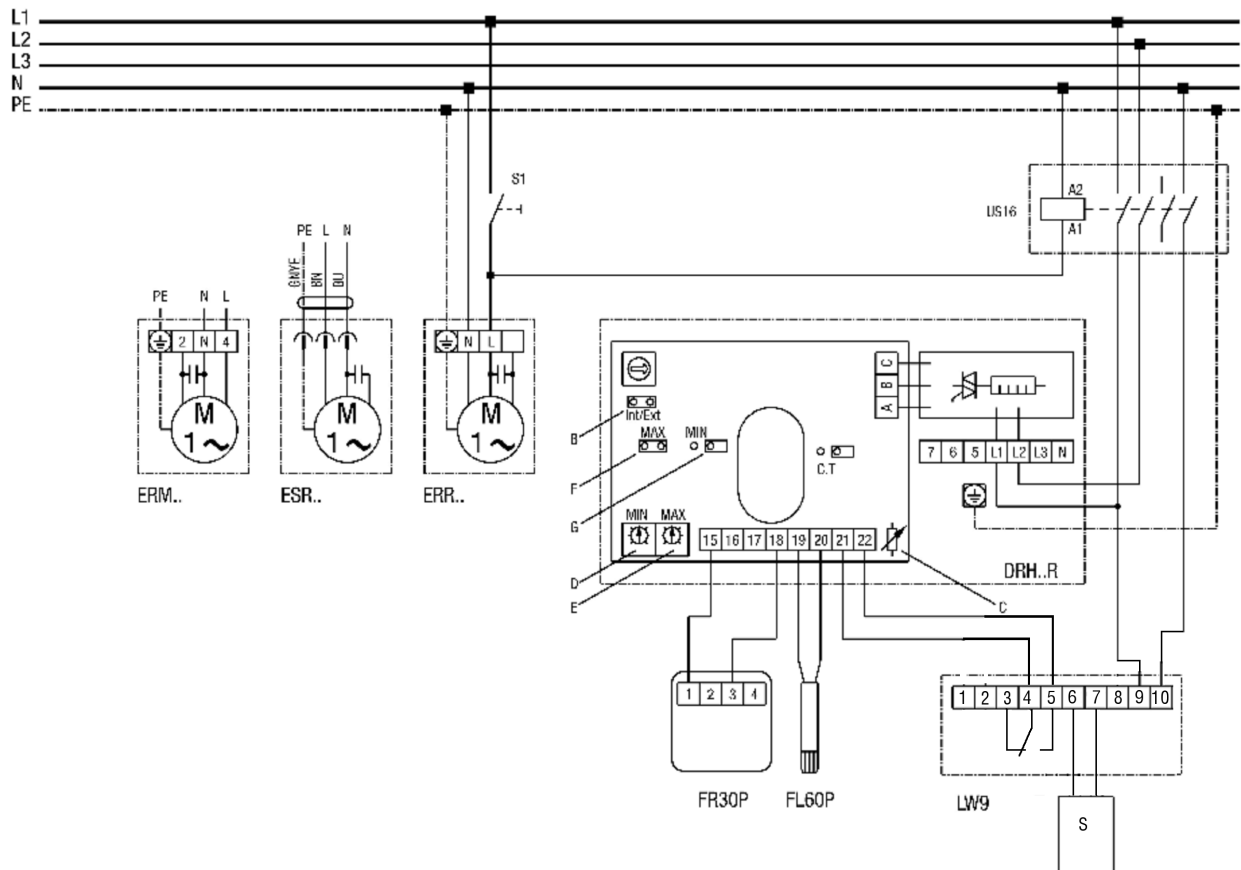 L1
L2
L3
N
PE
S1
A2
US16
A1
PE L N
GN/YE BN BU
PE N L
2 N 4
N L
M
1
M
1
M
1
ERM..
ESR..
ERR..
Int/Ext
MAX MIN
C.T
C
B
A
7 6 5 L1 L2 L3 N
B
F
G
MIN MAX
15 16 17 18 19 20 21 22
D
E
DRH..R
C
1 2 3 4
FR30P
FL60P
1 2 3 4 5 6 7 8 9 10
LW9
S